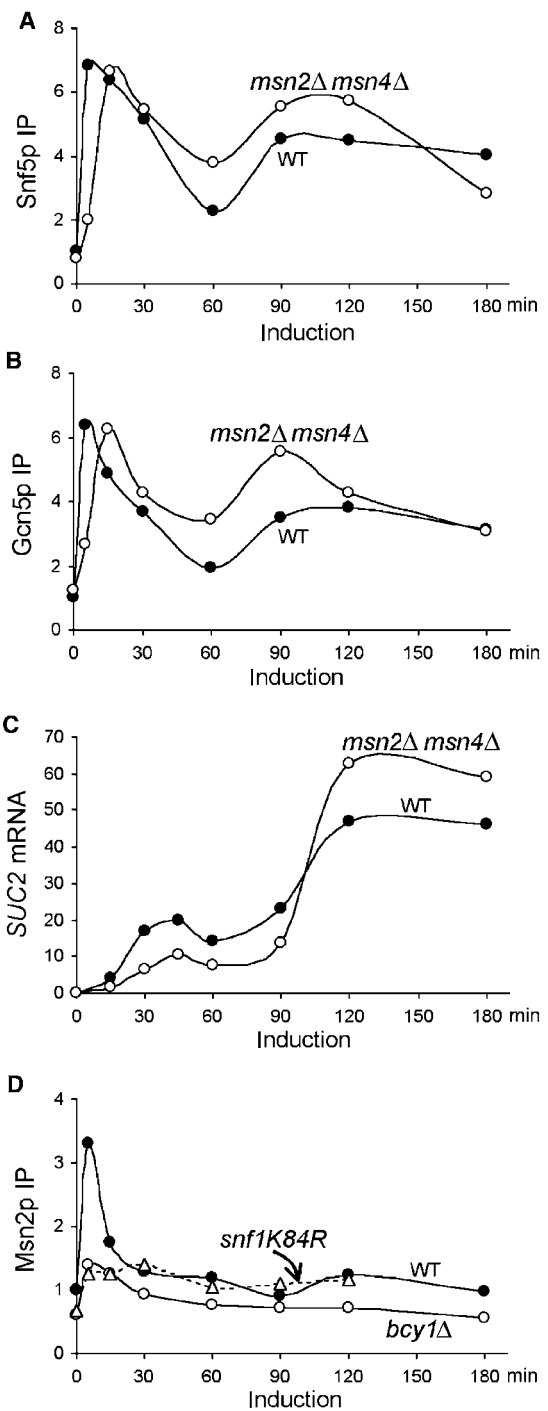 A
8
6
4
2
0
Snf5p IP
msn2Δ msn4Δ
WT
0 30 60 90 120 150 180 min
Induction
B
8
6
4
2
0
Gcn5p IP
msn2Δ msn4Δ
WT
0 30 60 90 120 150 180 min
Induction
C
70
60
50
40
30
20
10
0
SUC2 mRNA
msn2Δ msn4Δ
WT
0 30 60 90 120 150 180 min
Induction
D
4
3
2
1
0
Msn2p IP
snf1K84R
WT
bcy1Δ
0 30 60 90 120 150 180 min
Induction